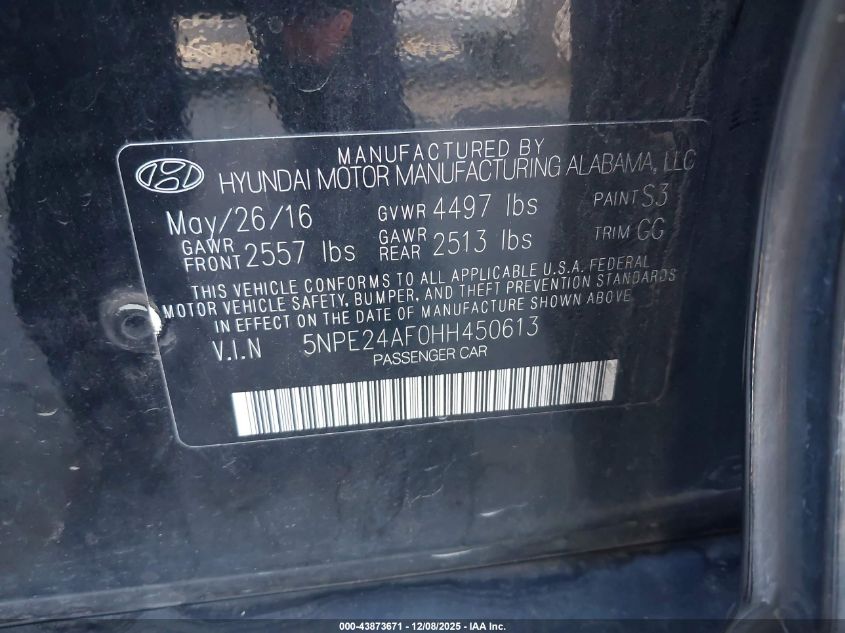 MANUFACTURED BY
HYUNDAI MOTOR MANUFACTURING ALABAMA, LLC
May/26/16 GVWR 4497 lbs PAINT S3
GAWR FRONT 2557 lbs GAWR REAR 2513 lbs TRIM GG
THIS VEHICLE CONFORMS TO ALL APPLICABLE U.S.A. FEDERAL
MOTOR VEHICLE SAFETY, BUMPER, AND THEFT PREVENTION STANDARDS
IN EFFECT ON THE DATE OF MANUFACTURE SHOWN ABOVE
V.I.N 5NPE24AF0HH450613
PASSENGER CAR
000-43873671 - 12/08/2025 - IAA Inc.